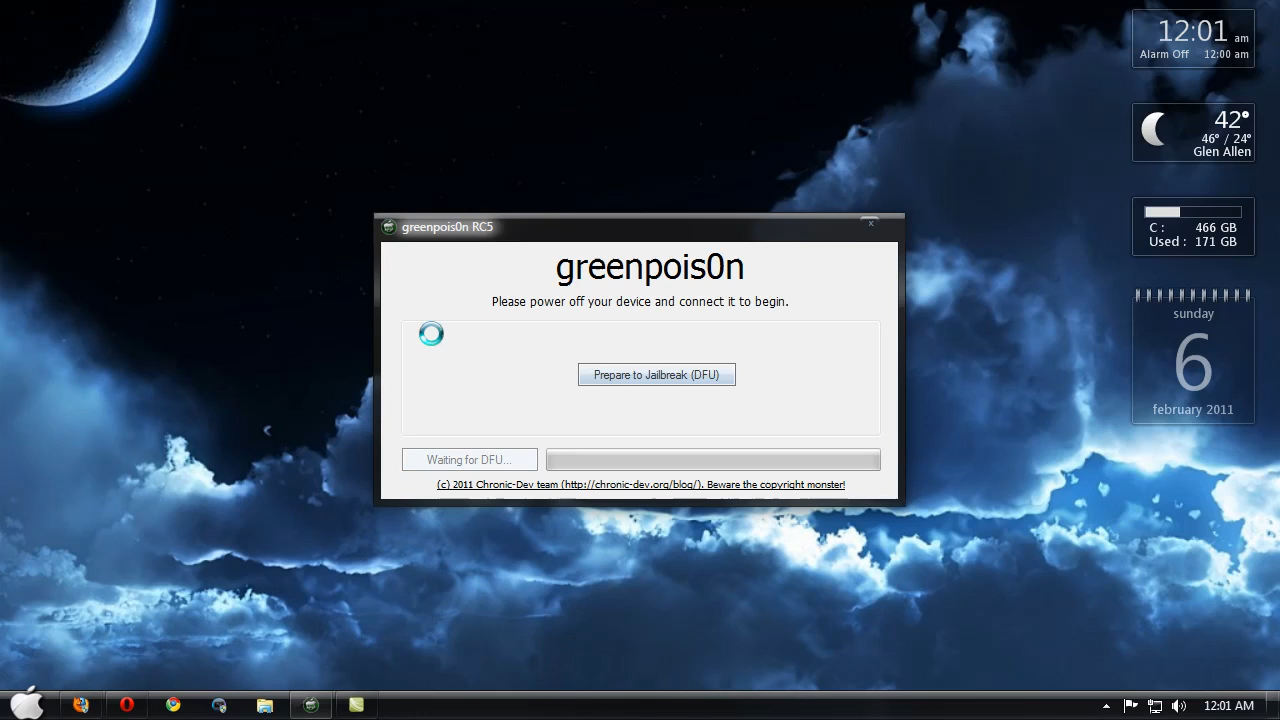 12:01 am
Alarm Off 12:00 am
42°
46° / 24°
Glen Allen
C : 466 GB
Used : 171 GB
sunday
6
february 2011
greenpois0n RC5
x
greenpois0n
Please power off your device and connect it to begin.
Prepare to Jailbreak (DFU)
Waiting for DFU...
(c) 2011 Chronic-Dev team (http://chronic-dev.org/blog/). Beware the copyright monster!
12:01 AM